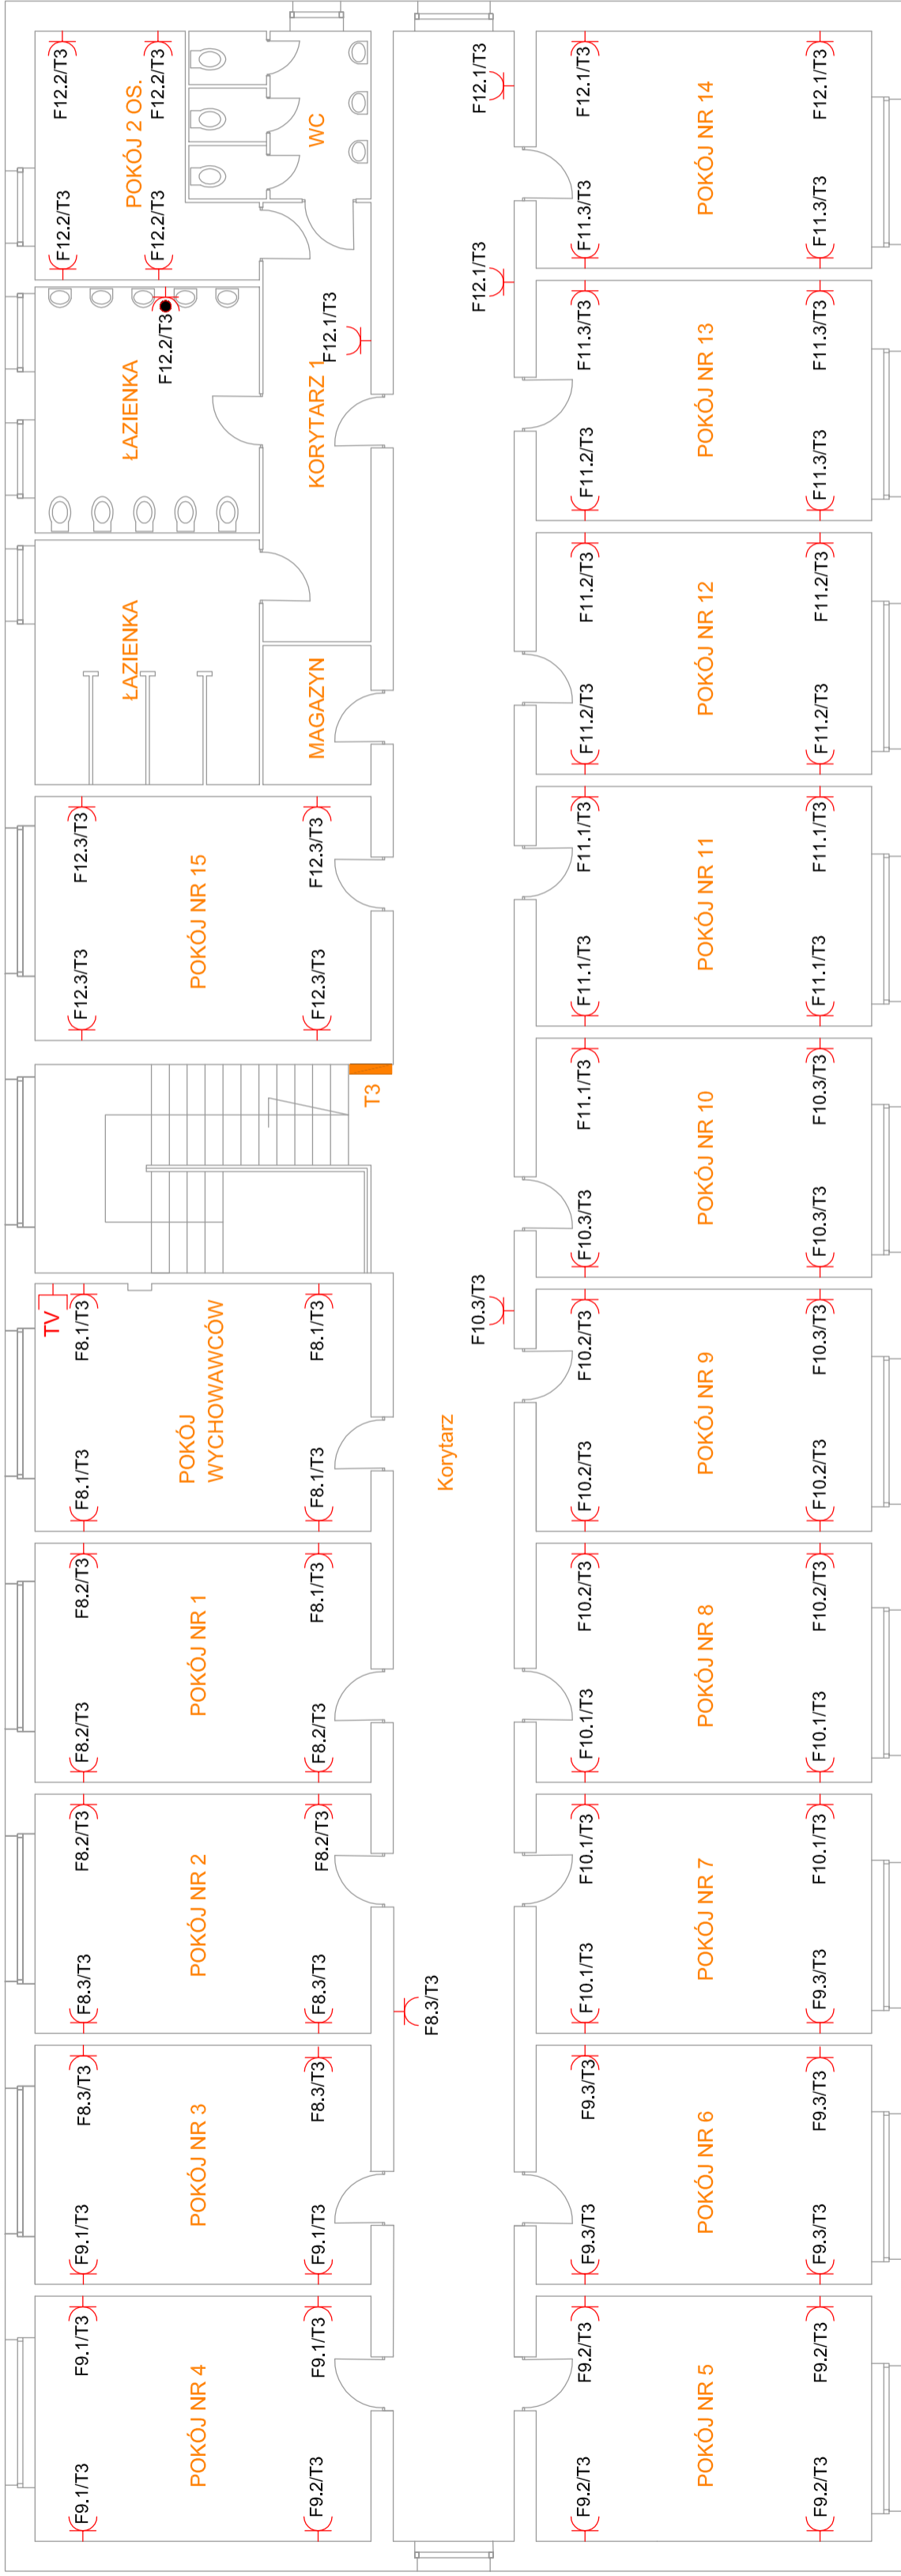 F12.2/T3
F12.2/T3
POKÓJ 2 OS.
F12.2/T3
F12.2/T3
WC
F12.1/T3
F12.1/T3
F12.1/T3
POKÓJ NR 14
F11.3/T3
F11.3/T3
F12.1/T3
F12.2/T3
ŁAZIENKA
F12.1/T3
KORYTARZ 1
F11.3/T3
F11.3/T3
POKÓJ NR 13
F11.2/T3
F11.3/T3
ŁAZIENKA
MAGAZYN
F11.2/T3
F11.2/T3
POKÓJ NR 12
F11.2/T3
F11.2/T3
F12.3/T3
F12.3/T3
POKÓJ NR 15
F12.3/T3
F12.3/T3
F11.1/T3
F11.1/T3
POKÓJ NR 11
F11.1/T3
F11.1/T3
T3
F11.1/T3
F10.3/T3
POKÓJ NR 10
F10.3/T3
F10.3/T3
TV
F8.1/T3
F8.1/T3
POKÓJ
WYCHOWAWCÓW
F8.1/T3
F8.1/T3
F10.3/T3
Korytarz
F10.2/T3
F10.3/T3
POKÓJ NR 9
F10.2/T3
F10.2/T3
F8.2/T3
F8.1/T3
POKÓJ NR 1
F8.2/T3
F8.2/T3
F10.2/T3
F10.2/T3
POKÓJ NR 8
F10.1/T3
F10.1/T3
F8.2/T3
F8.2/T3
POKÓJ NR 2
F8.3/T3
F8.3/T3
F8.3/T3
F10.1/T3
F10.1/T3
POKÓJ NR 7
F10.1/T3
F9.3/T3
F8.3/T3
F8.3/T3
POKÓJ NR 3
F9.1/T3
F9.1/T3
F9.3/T3
F9.3/T3
POKÓJ NR 6
F9.3/T3
F9.3/T3
F9.1/T3
F9.1/T3
POKÓJ NR 4
F9.1/T3
F9.2/T3
F9.2/T3
F9.2/T3
POKÓJ NR 5
F9.2/T3
F9.2/T3